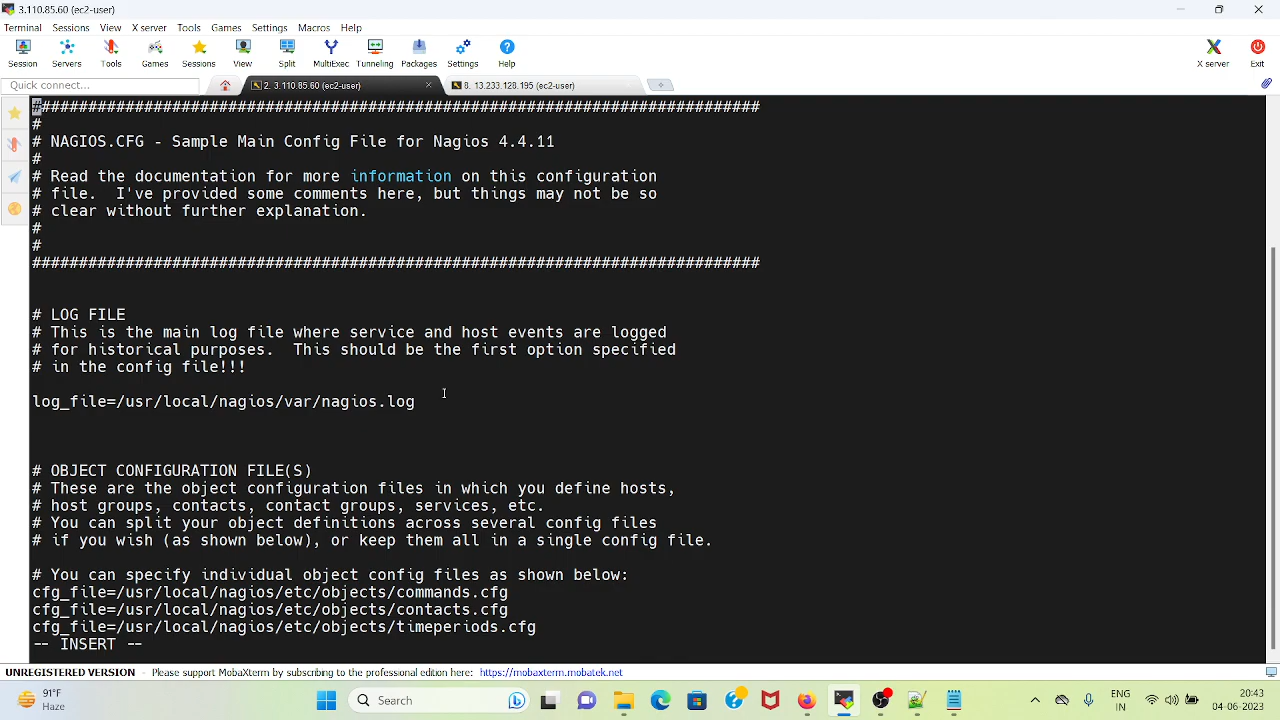 3.110.85.60 (ec2-user)
Terminal Sessions View X server Tools Games Settings Macros Help
Session Servers Tools Games Sessions View Split MultiExec Tunneling Packages Settings Help X server Exit
Quick connect...
2. 3.110.85.60 (ec2-user)
8. 13.233.128.195 (ec2-user)
##############################################################################
#
# NAGIOS.CFG - Sample Main Config File for Nagios 4.4.11
#
# Read the documentation for more information on this configuration
# file.  I've provided some comments here, but things may not be so
# clear without further explanation.
#
#
##############################################################################
# LOG FILE
# This is the main log file where service and host events are logged
# for historical purposes.  This should be the first option specified
# in the config file!!!
log_file=/usr/local/nagios/var/nagios.log
# OBJECT CONFIGURATION FILE(S)
# These are the object configuration files in which you define hosts,
# host groups, contacts, contact groups, services, etc.
# You can split your object definitions across several config files
# if you wish (as shown below), or keep them all in a single config file.
# You can specify individual object config files as shown below:
cfg_file=/usr/local/nagios/etc/objects/commands.cfg
cfg_file=/usr/local/nagios/etc/objects/contacts.cfg
cfg_file=/usr/local/nagios/etc/objects/timeperiods.cfg
-- INSERT --
UNREGISTERED VERSION - Please support MobaXterm by subscribing to the professional edition here: https://mobaxterm.mobatek.net
91°F
Haze
Search
ENG
IN
20:43
04-06-2023